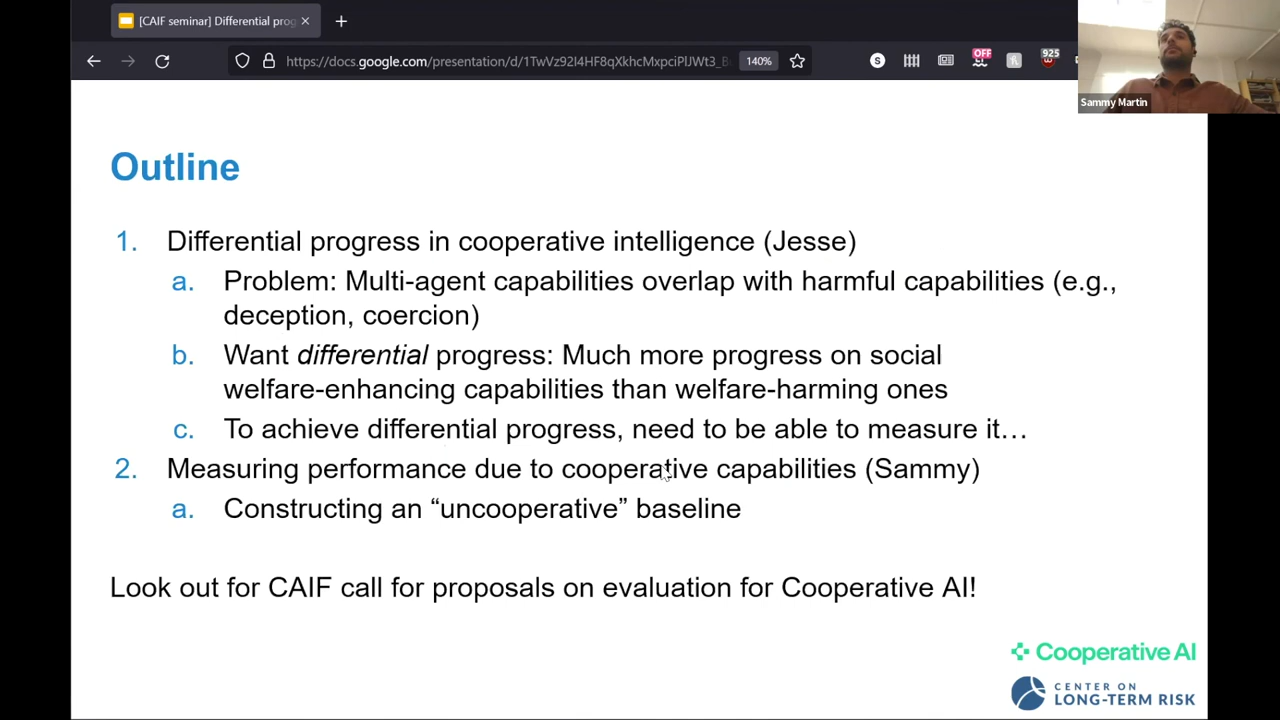 [CAIF seminar] Differential prog
https://docs.google.com/presentation/d/1TwVz92I4HF8qXkhcMxpciPlJWt3_B
140%
S
OFF
925
Sammy Martin
Outline
1. Differential progress in cooperative intelligence (Jesse)
a. Problem: Multi-agent capabilities overlap with harmful capabilities (e.g.,
deception, coercion)
b. Want differential progress: Much more progress on social
welfare-enhancing capabilities than welfare-harming ones
c. To achieve differential progress, need to be able to measure it…
2. Measuring performance due to cooperative capabilities (Sammy)
a. Constructing an “uncooperative” baseline
Look out for CAIF call for proposals on evaluation for Cooperative AI!
Cooperative AI
CENTER ON
LONG-TERM RISK